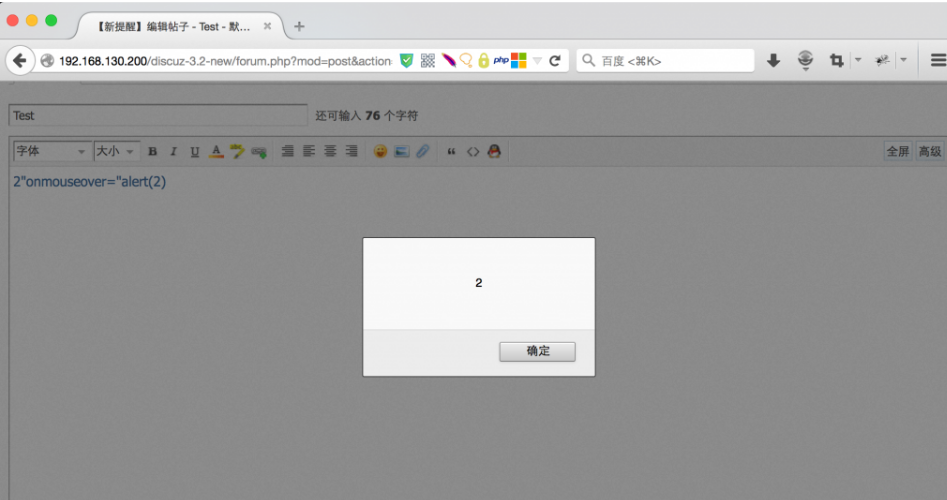 【新提醒】编辑帖子 - Test - 默...
192.168.130.200/discuz-3.2-new/forum.php?mod=post&action
php
百度 <⌘K>
Test
还可输入 76 个字符
字体
大小
B I U A
全屏
高级
2"onmouseover="alert(2)
2
确定